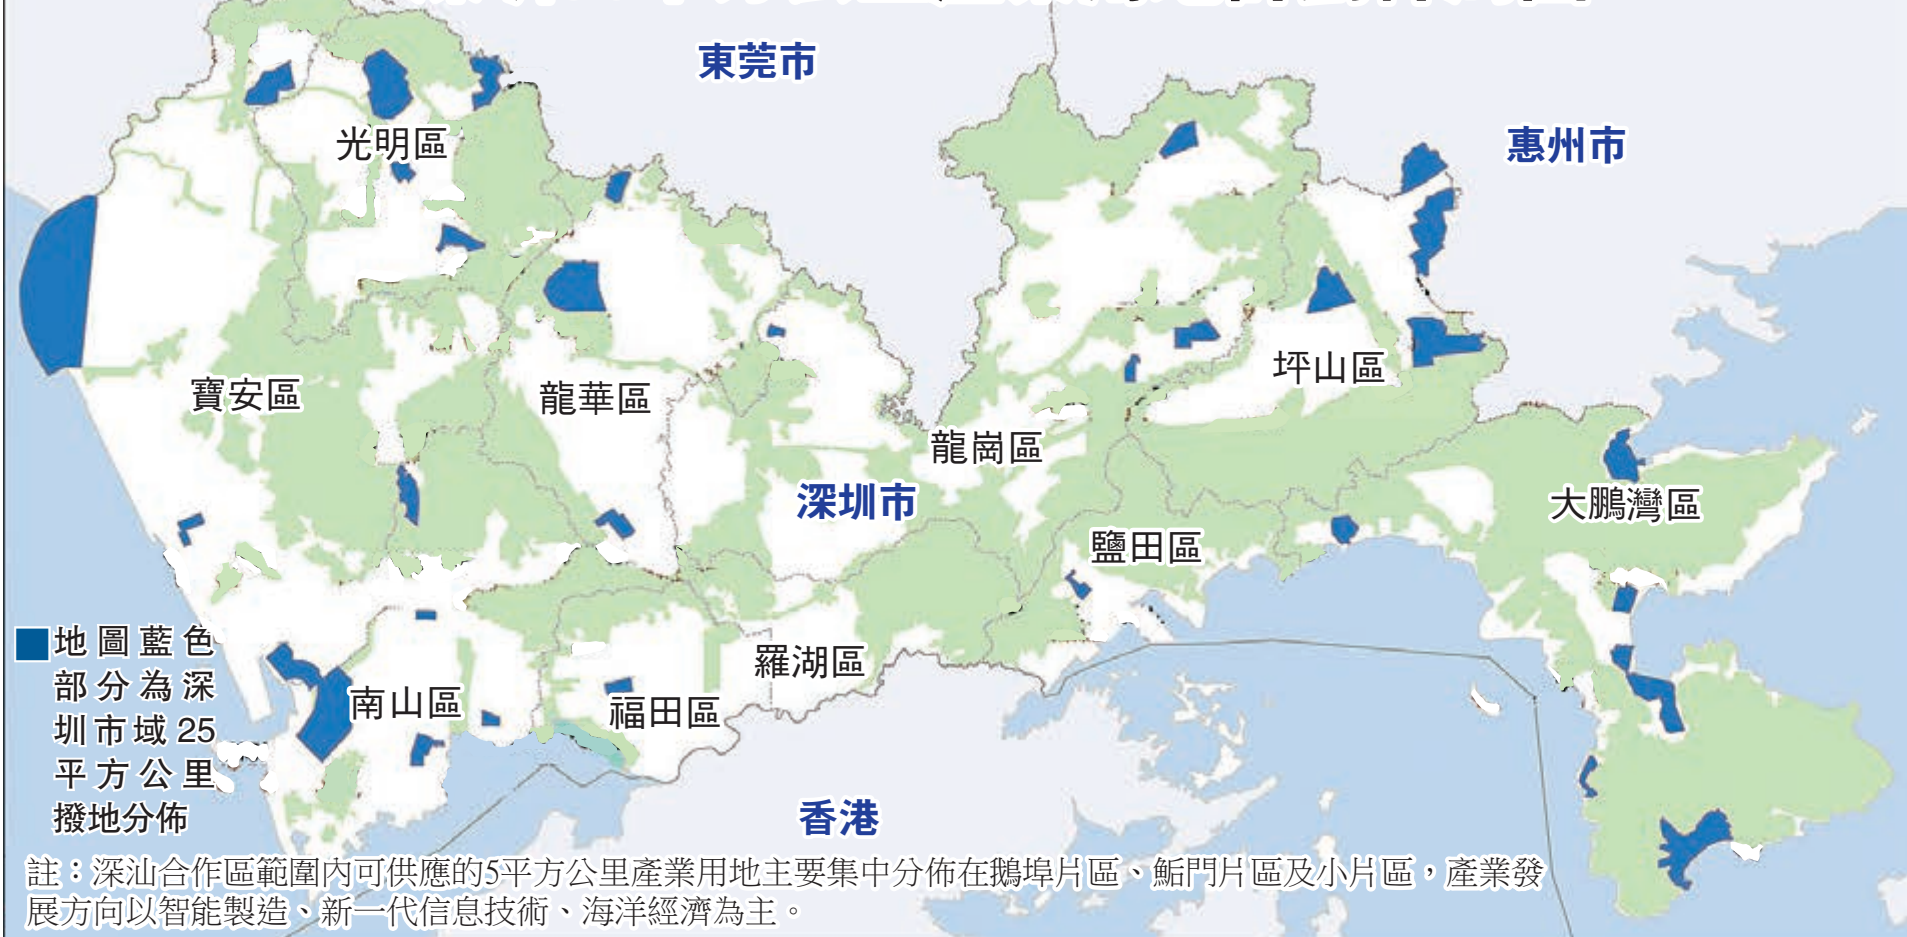 東莞市
惠州市
光明區
坪山區
寶安區
龍華區
龍崗區
深圳市
大鵬灣區
鹽田區
羅湖區
南山區
福田區
香港
地圖藍色
部分為深
圳市域25
平方公里
撥地分佈
註：深汕合作區範圍內可供應的5平方公里產業用地主要集中分佈在鵝埠片區、鮜門片區及小片區，產業發
展方向以智能製造、新一代信息技術、海洋經濟為主。